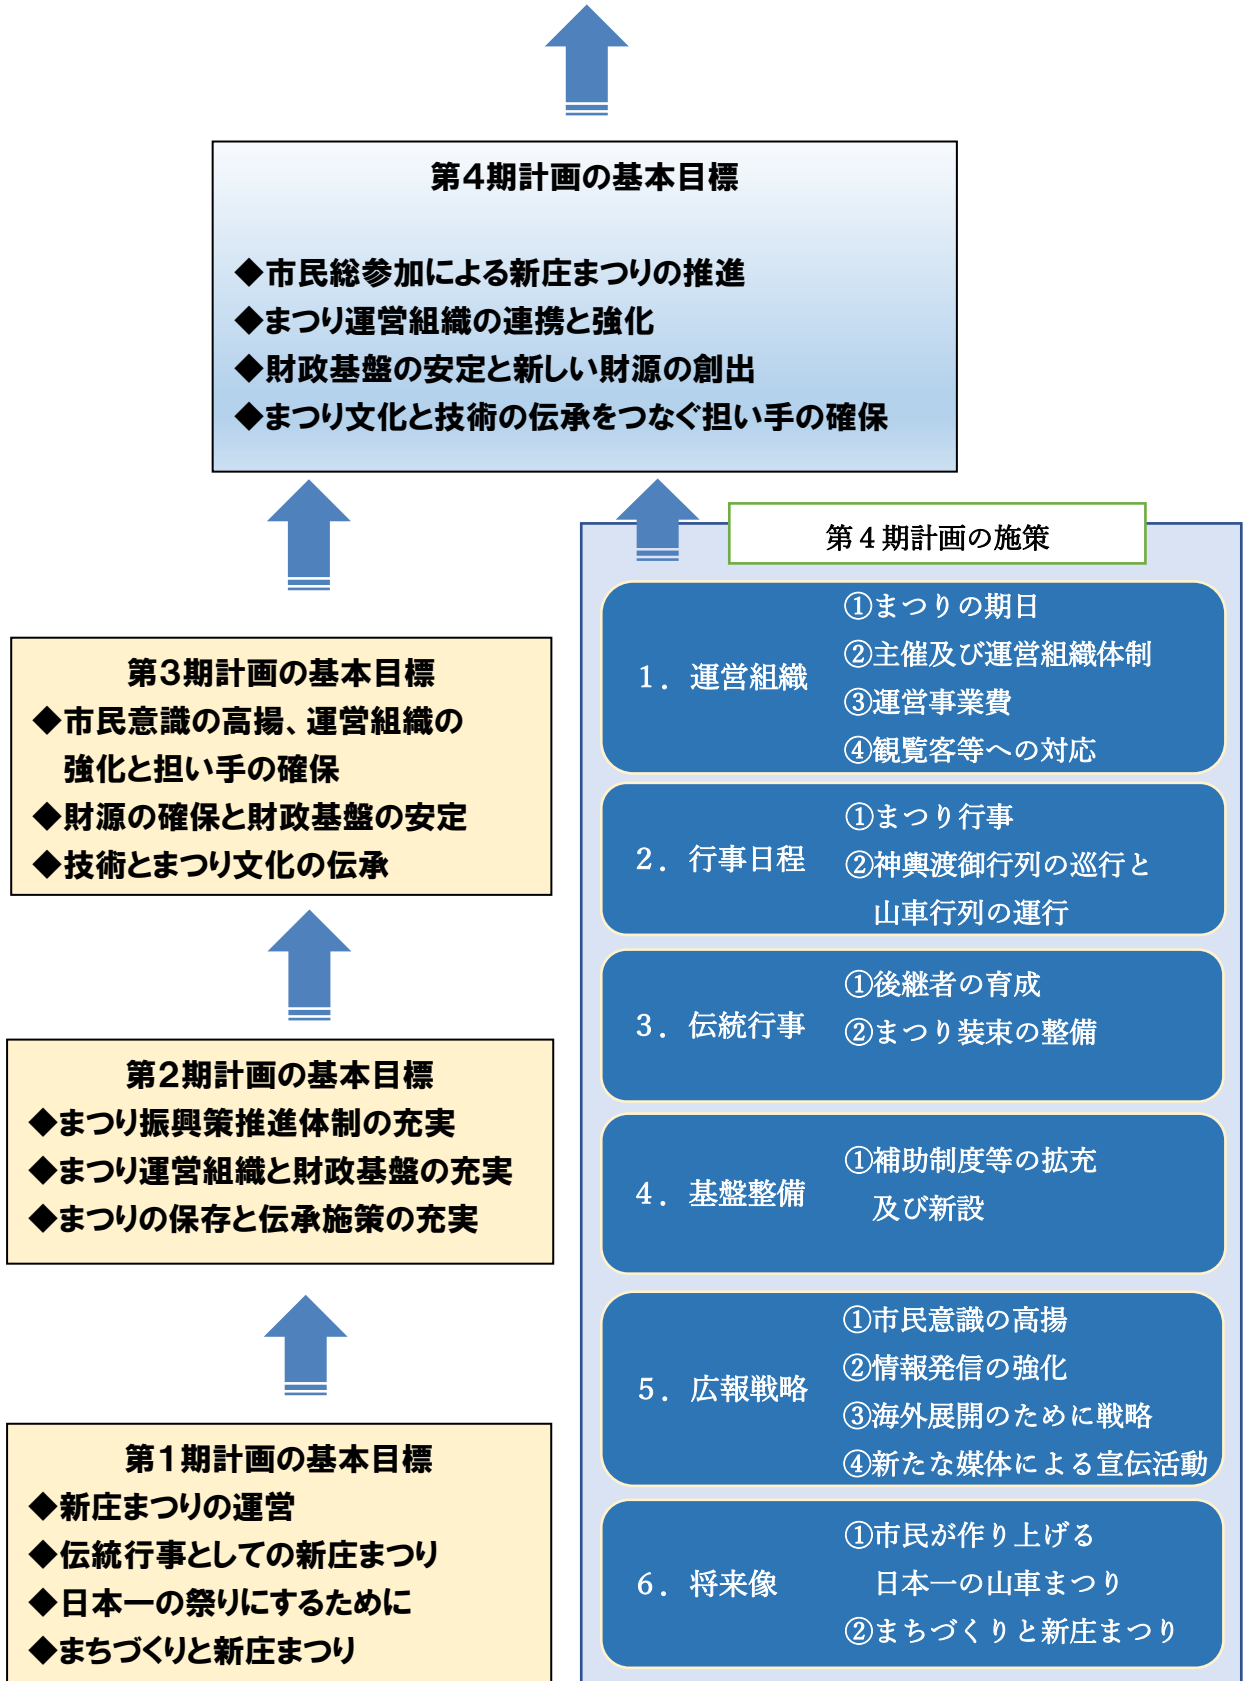 第4期計画の基本目標
◆市民総参加による新庄まつりの推進
◆まつり運営組織の連携と強化
◆財政基盤の安定と新しい財源の創出
◆まつり文化と技術の伝承をつなぐ担い手の確保
第3期計画の基本目標
◆市民意識の高揚、運営組織の
強化と担い手の確保
◆財源の確保と財政基盤の安定
◆技術とまつり文化の伝承
第2期計画の基本目標
◆まつり振興策推進体制の充実
◆まつり運営組織と財政基盤の充実
◆まつりの保存と伝承施策の充実
第1期計画の基本目標
◆新庄まつりの運営
◆伝統行事としての新庄まつり
◆日本一の祭りにするために
◆まちづくりと新庄まつり
第4期計画の施策
1．運営組織
①まつりの期日
②主催及び運営組織体制
③運営事業費
④観覧客等への対応
2．行事日程
①まつり行事
②神輿渡御行列の巡行と
山車行列の運行
3．伝統行事
①後継者の育成
②まつり装束の整備
4．基盤整備
①補助制度等の拡充
及び新設
5．広報戦略
①市民意識の高揚
②情報発信の強化
③海外展開のために戦略
④新たな媒体による宣伝活動
6．将来像
①市民が作り上げる
日本一の山車まつり
②まちづくりと新庄まつり